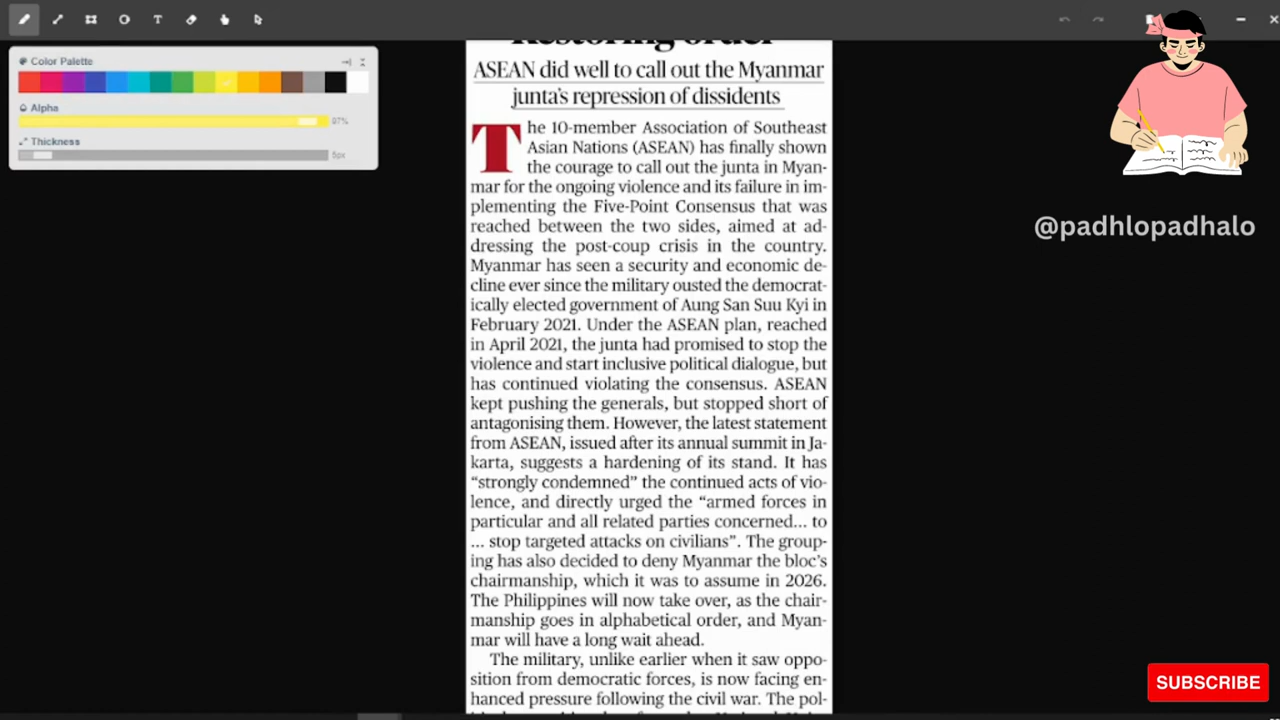 Color Palette
Alpha
97%
Thickness
5px
T
Restoring order
ASEAN did well to call out the Myanmar
junta's repression of dissidents
The 10-member Association of Southeast
Asian Nations (ASEAN) has finally shown
the courage to call out the junta in Myan-
mar for the ongoing violence and its failure in im-
plementing the Five-Point Consensus that was
reached between the two sides, aimed at ad-
dressing the post-coup crisis in the country.
Myanmar has seen a security and economic de-
cline ever since the military ousted the democrat-
ically elected government of Aung San Suu Kyi in
February 2021. Under the ASEAN plan, reached
in April 2021, the junta had promised to stop the
violence and start inclusive political dialogue, but
has continued violating the consensus. ASEAN
kept pushing the generals, but stopped short of
antagonising them. However, the latest statement
from ASEAN, issued after its annual summit in Ja-
karta, suggests a hardening of its stand. It has
“strongly condemned” the continued acts of vio-
lence, and directly urged the “armed forces in
particular and all related parties concerned... to
... stop targeted attacks on civilians”. The group-
ing has also decided to deny Myanmar the bloc's
chairmanship, which it was to assume in 2026.
The Philippines will now take over, as the chair-
manship goes in alphabetical order, and Myan-
mar will have a long wait ahead.
The military, unlike earlier when it saw oppo-
sition from democratic forces, is now facing en-
hanced pressure following the civil war. The pol-
@padhlopadhalo
SUBSCRIBE